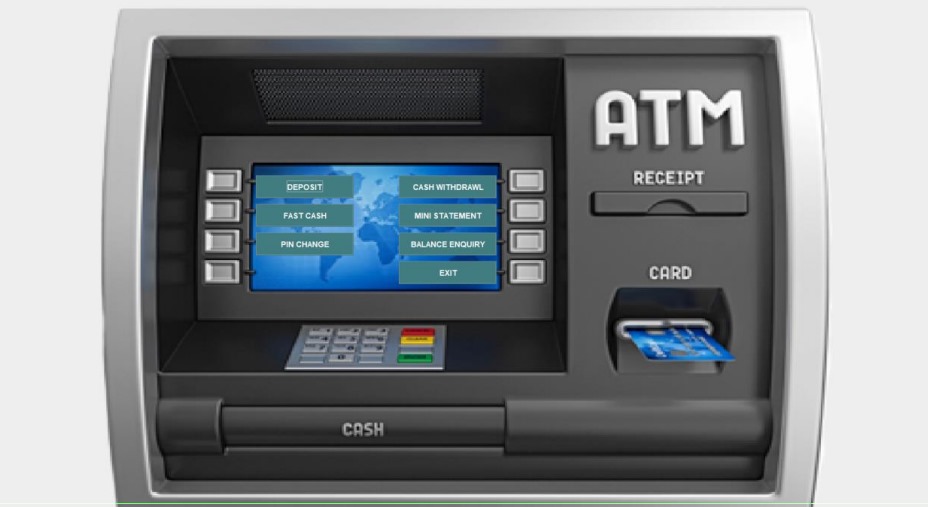 ATM
RECEIPT
DEPOSIT
CASH WITHDRAWL
FAST CASH
MINI STATEMENT
PIN CHANGE
BALANCE ENQUIRY
EXIT
CARD
CASH